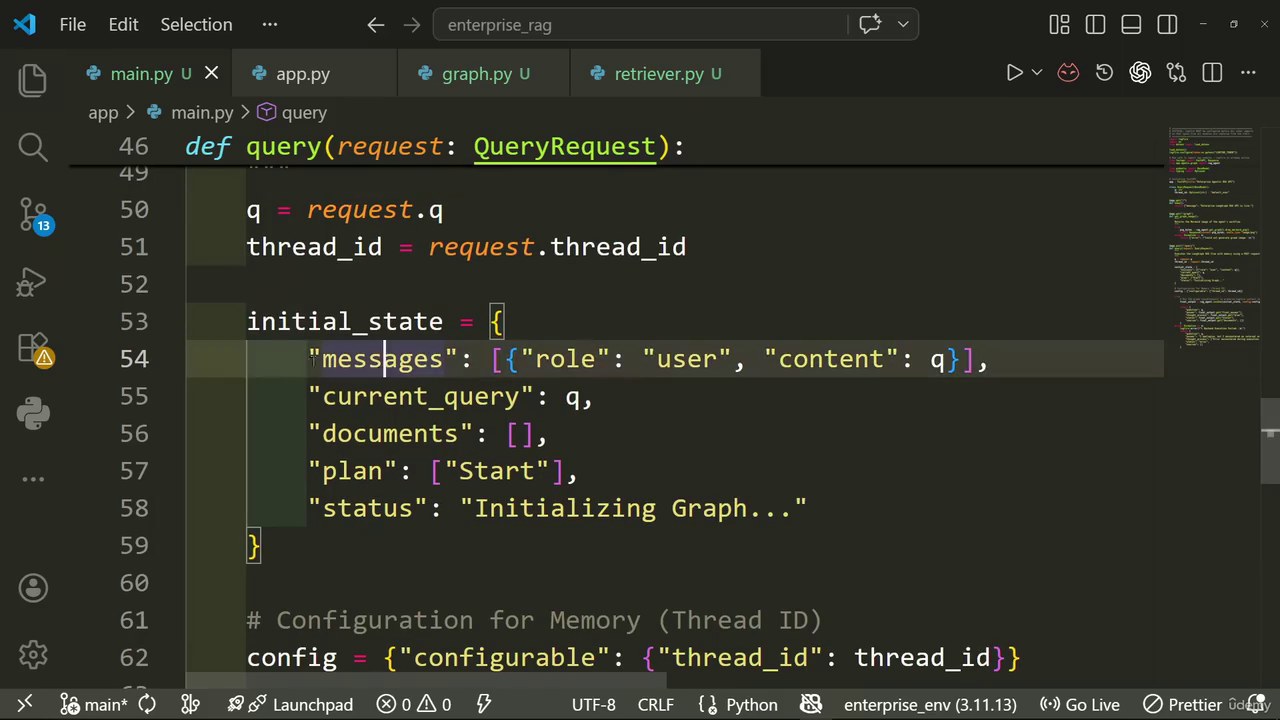 File Edit Selection ··· enterprise_rag
main.py U app.py graph.py U retriever.py U
app > main.py > query
46 def query(request: QueryRequest):
49 """
50 q = request.q
51 thread_id = request.thread_id
52
53 initial_state = {
54 "messages": [{"role": "user", "content": q}],
55 "current_query": q,
56 "documents": [],
57 "plan": ["Start"],
58 "status": "Initializing Graph..."
59 }
60
61 # Configuration for Memory (Thread ID)
62 config = {"configurable": {"thread_id": thread_id}}
13
main* Launchpad 0 0 UTF-8 CRLF Python enterprise_env (3.11.13) Go Live Prettier
ûdemy